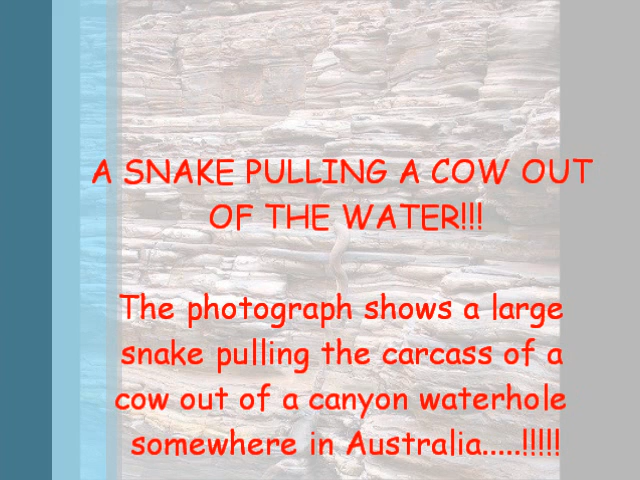 A SNAKE PULLING A COW OUT
OF THE WATER!!!
The photograph shows a large
snake pulling the carcass of a
cow out of a canyon waterhole
somewhere in Australia.....!!!!!